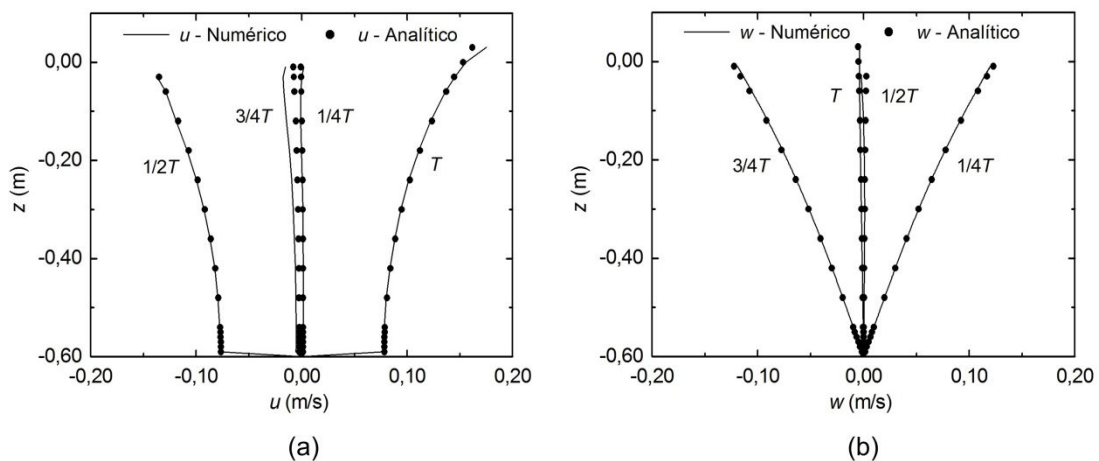 u - Numérico • u - Analítico
0,00
-0,20
-0,40
-0,60
z (m)
1/2T
3/4T
1/4T
T
-0,20 -0,10 0,00 0,10 0,20
u (m/s)
(a)
w - Numérico • w - Analítico
0,00
-0,20
-0,40
-0,60
z (m)
T
1/2T
3/4T
1/4T
-0,20 -0,10 0,00 0,10 0,20
w (m/s)
(b)